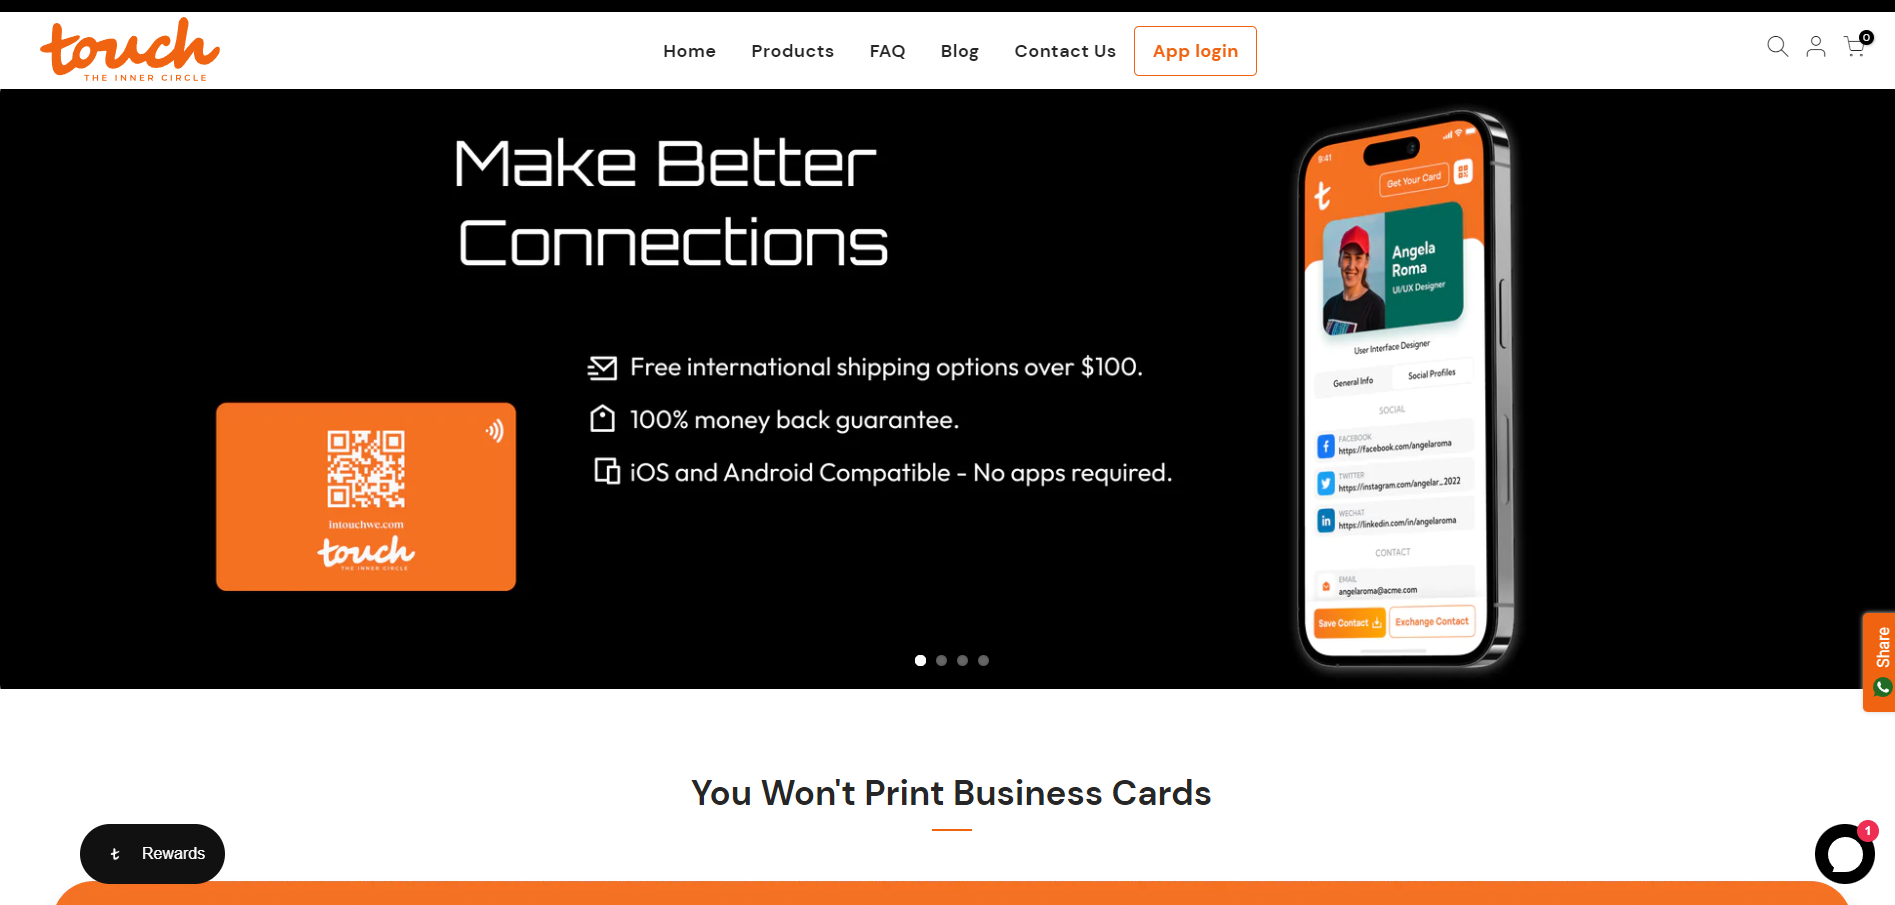 touch
THE INNER CIRCLE
Home
Products
FAQ
Blog
Contact Us
App login
0
Make Better
Connections
Free international shipping options over $100.
100% money back guarantee.
iOS and Android Compatible - No apps required.
intouchwe.com
touch
THE INNER CIRCLE
9:41
t
Get Your Card
Angela
Roma
UI/UX Designer
User Interface Designer
General Info
Social Profiles
SOCIAL
FACEBOOK
https://facebook.com/angelaroma
TWITTER
https://instagram.com/angelar_2022
WECHAT
in
https://linkedin.com/in/angelaroma
CONTACT
EMAIL
angelaroma@acme.com
Save Contact
Exchange Contact
Share
You Won't Print Business Cards
t
Rewards
1